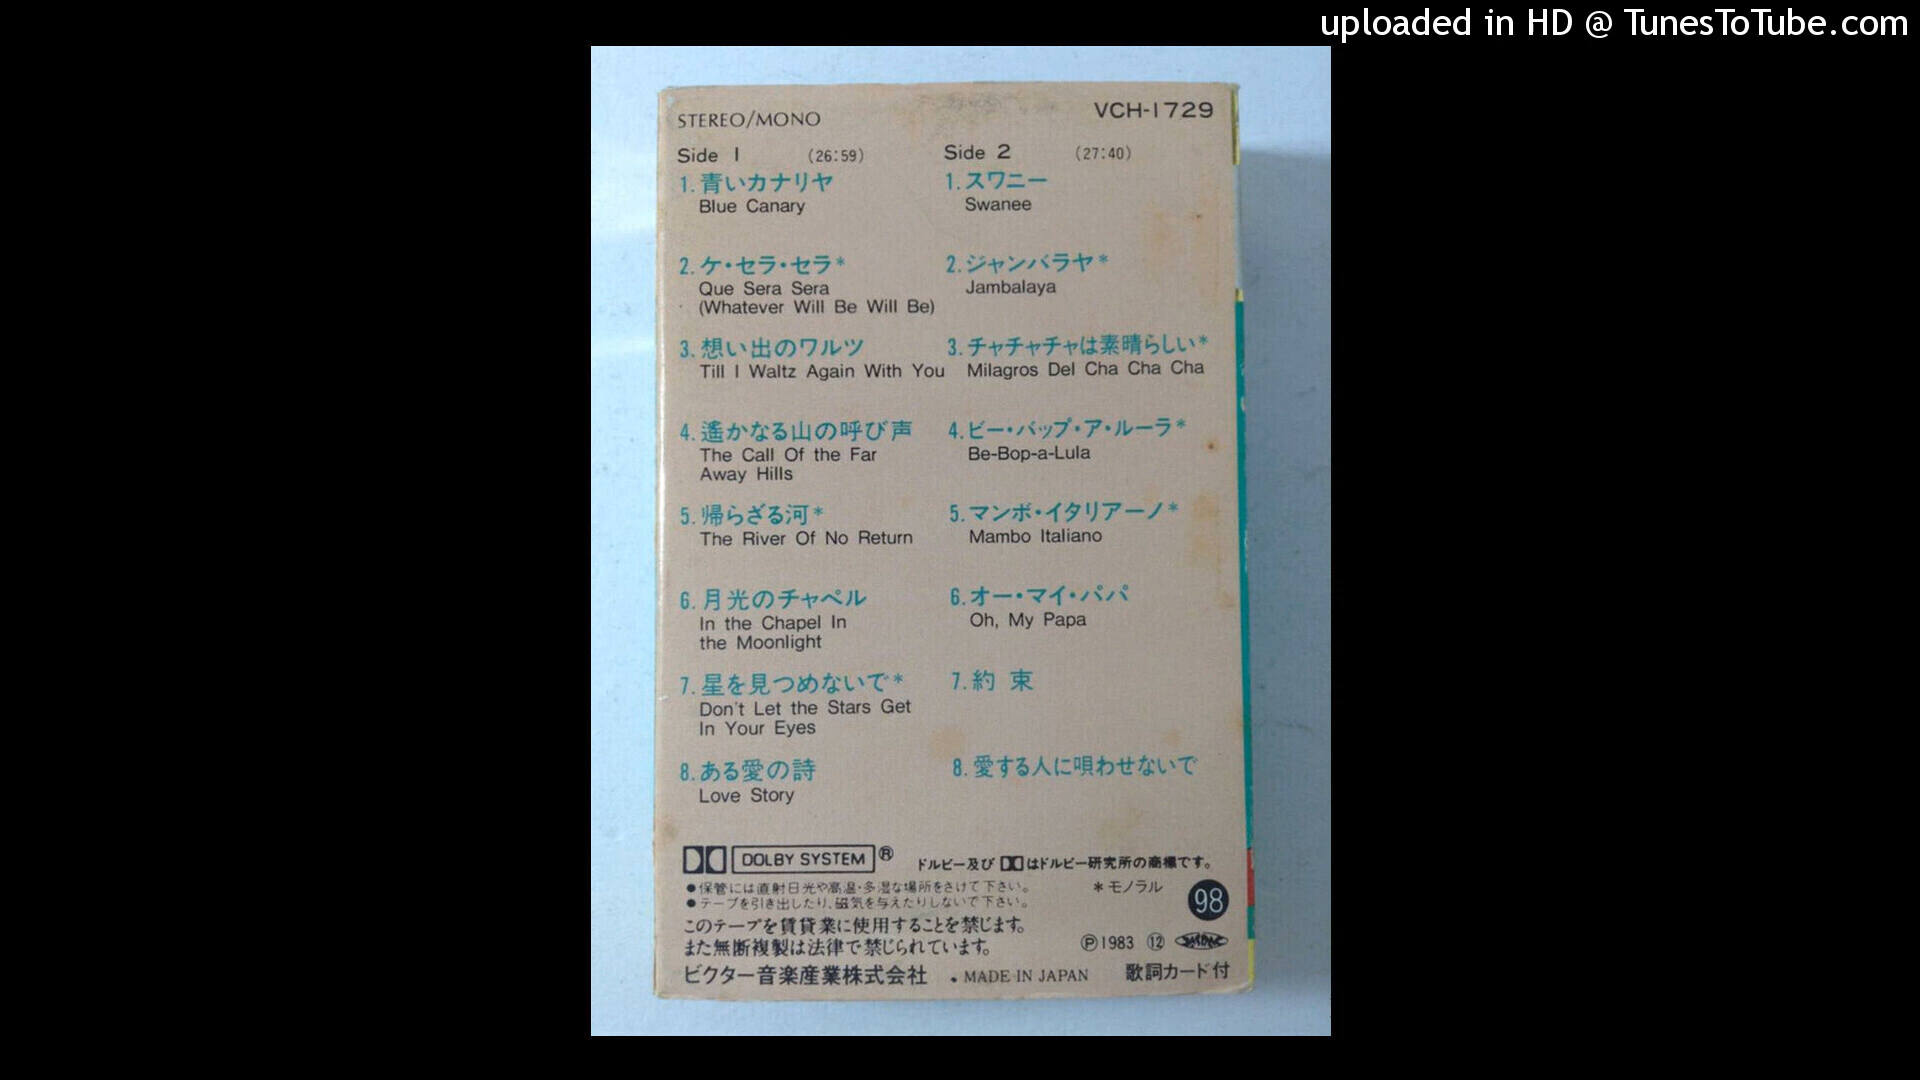 uploaded in HD @ TunesToTube.com
STEREO/MONO
VCH-1729
Side 1 (26:59)
1. 青いカナリヤ
Blue Canary
2. ケ・セラ・セラ*
Que Sera Sera
(Whatever Will Be Will Be)
3. 想い出のワルツ
Till I Waltz Again With You
4. 遙かなる山の呼び声
The Call Of the Far
Away Hills
5. 帰らざる河*
The River Of No Return
6. 月光のチャペル
In the Chapel In
the Moonlight
7. 星を見つめないで*
Don't Let the Stars Get
In Your Eyes
8. ある愛の詩
Love Story
Side 2 (27:40)
1. スワニー
Swanee
2. ジャンバラヤ*
Jambalaya
3. チャチャチャは素晴らしい*
Milagros Del Cha Cha Cha
4. ビー・バップ・ア・ルーラ*
Be-Bop-a-Lula
5. マンボ・イタリアーノ*
Mambo Italiano
6. オー・マイ・パパ
Oh, My Papa
7. 約束
8. 愛する人に唄わせないで
DOLBY SYSTEM ®
ドルビー及びはドルビー研究所の商標です。
●保管には直射日光や高温・多湿な場所をさけて下さい。
●テープを引き出したり、磁気を与えたりしないで下さい。
*モノラル
98
このテープを賃貸業に使用することを禁じます。
また無断複製は法律で禁じられています。
Ⓟ1983 ⑫ JASRAC
ビクター音楽産業株式会社 • MADE IN JAPAN 歌詞カード付